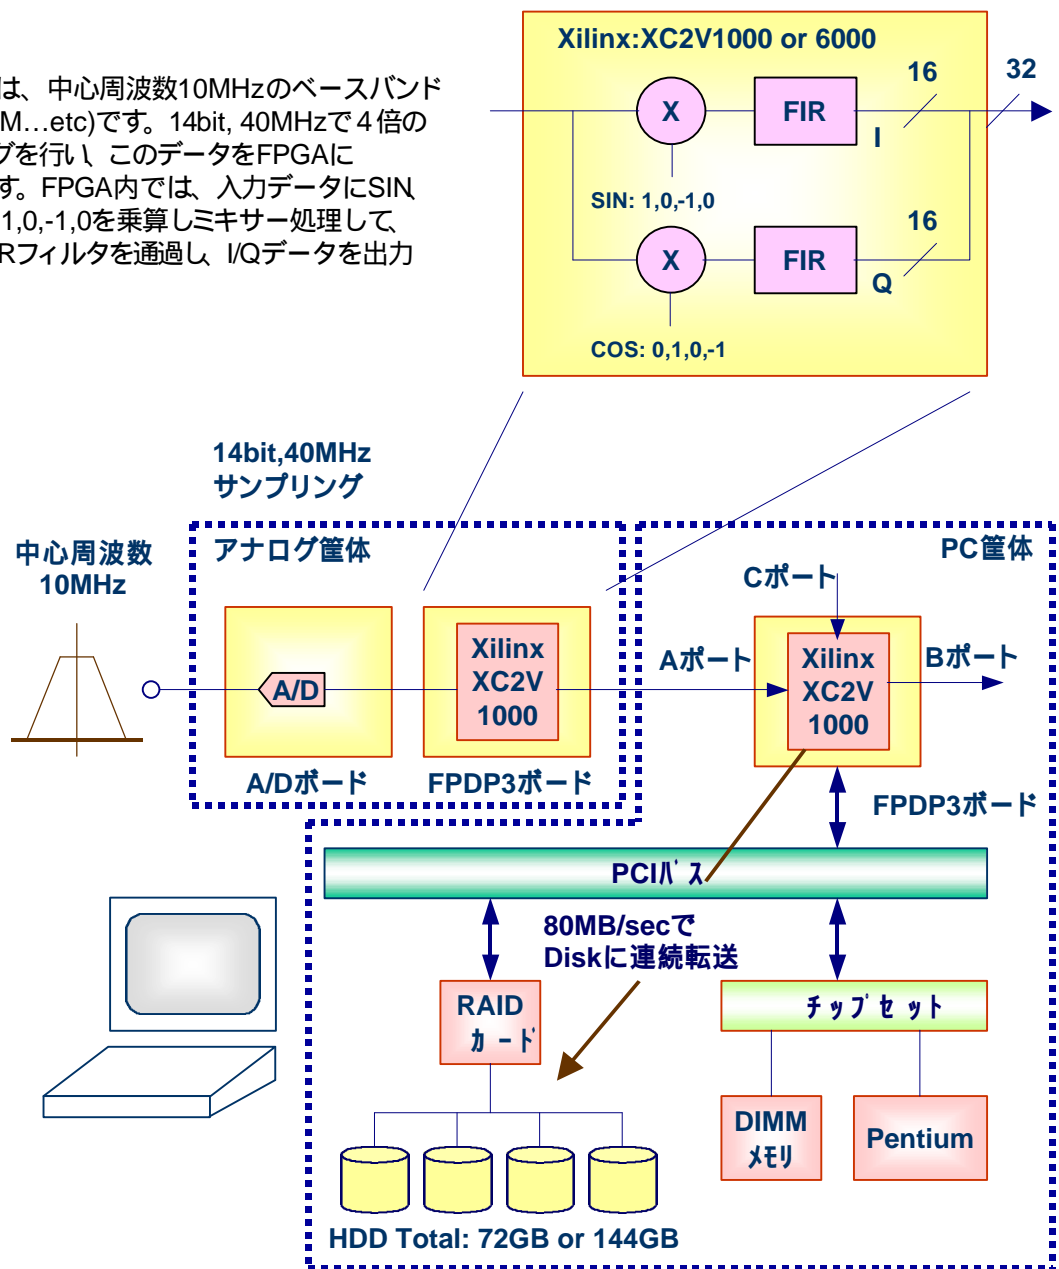 Xilinx:XC2V1000 or 6000
は、中心周波数10MHzのベースバンド
M…etc)です。14bit, 40MHzで４倍の
グを行い、このデータをFPGAに
す。FPGA内では、入力データにSIN,
1,0,-1,0を乗算しミキサー処理して、
Rフィルタを通過し、I/Qデータを出力
X
FIR
16
32
I
SIN: 1,0,-1,0
X
FIR
16
Q
COS: 0,1,0,-1
14bit,40MHz
サンプリング
中心周波数
10MHz
アナログ筐体
PC筐体
Cポート
A/D
Xilinx
XC2V
1000
Aポート
Xilinx
XC2V
1000
Bポート
A/Dボード
FPDP3ボード
FPDP3ボード
PCIバス
80MB/secで
Diskに連続転送
RAID
カード
チップセット
DIMM
メモリ
Pentium
HDD Total: 72GB or 144GB